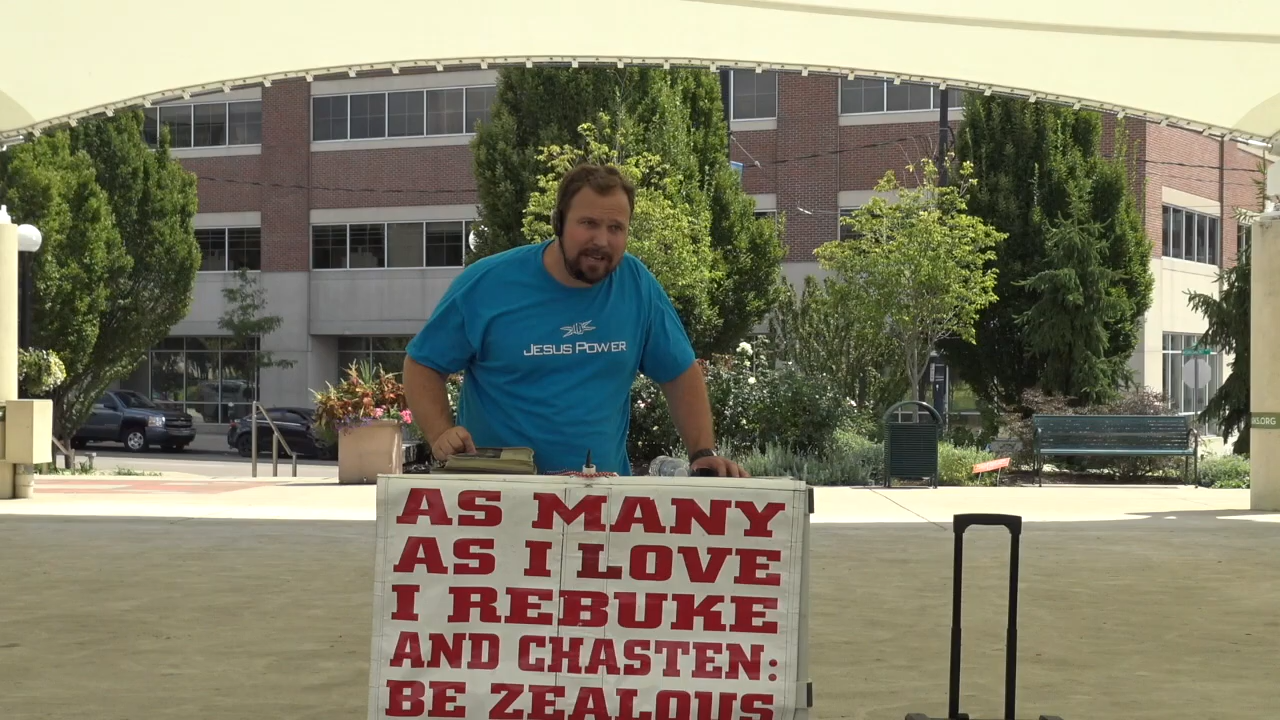 JESUS POWER
AS MANY
AS I LOVE
I REBUKE
AND CHASTEN:
BE ZEALOUS